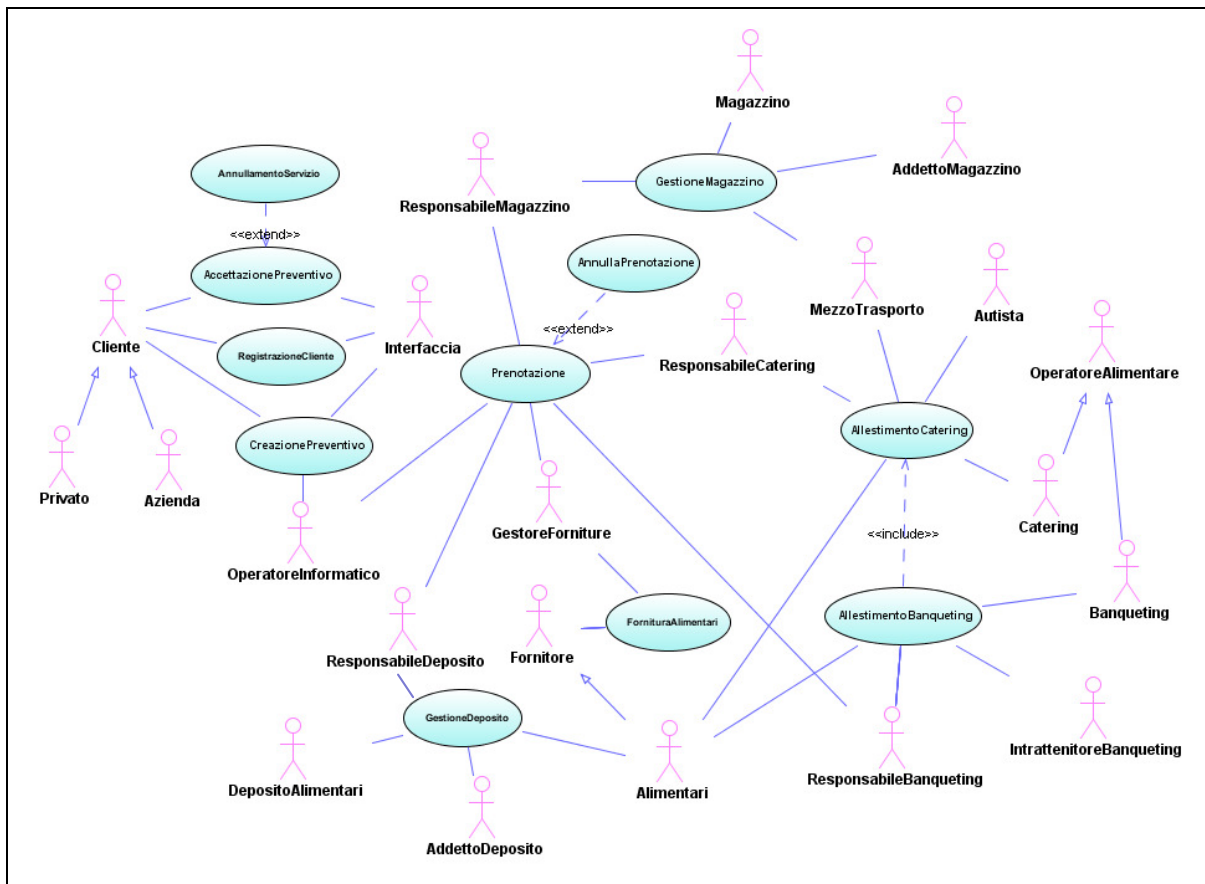 Magazzino
AddettoMagazzino
AnnullamentoServizio
GestioneMagazzino
ResponsabileMagazzino
<<extend>>
AccettazionePreventivo
AnnullaPrenotazione
MezzoTrasporto
Autista
Cliente
Interfaccia
<<extend>>
RegistrazioneCliente
Prenotazione
ResponsabileCatering
OperatoreAlimentare
CreazionePreventivo
AllestimentoCatering
Privato
Azienda
GestoreForniture
Catering
<<include>>
OperatoreInformatico
AllestimentoBanqueting
Banqueting
FornituraAlimentari
ResponsabileDeposito
Fornitore
GestioneDeposito
IntrattenitoreBanqueting
DepositoAlimentari
Alimentari
ResponsabileBanqueting
AddettoDeposito